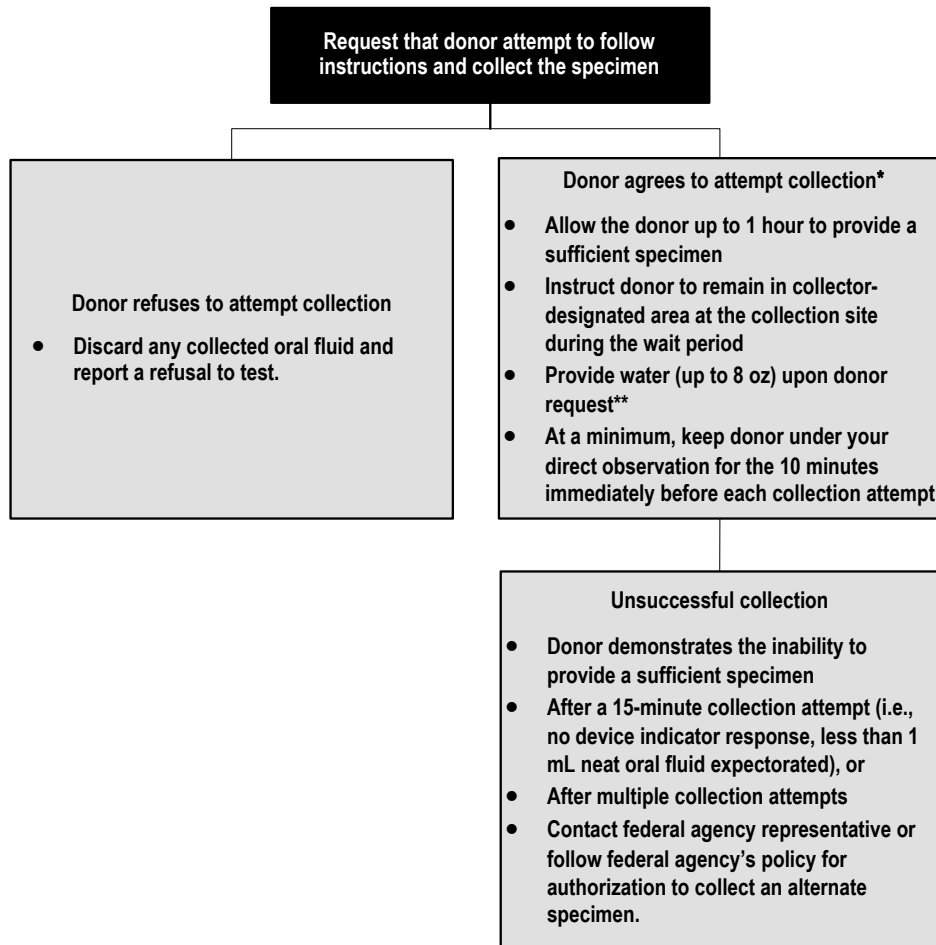 Request that donor attempt to follow
instructions and collect the specimen
Donor refuses to attempt collection
• Discard any collected oral fluid and
report a refusal to test.
Donor agrees to attempt collection*
• Allow the donor up to 1 hour to provide a
sufficient specimen
• Instruct donor to remain in collector-
designated area at the collection site
during the wait period
• Provide water (up to 8 oz) upon donor
request**
• At a minimum, keep donor under your
direct observation for the 10 minutes
immediately before each collection attempt
Unsuccessful collection
• Donor demonstrates the inability to
provide a sufficient specimen
• After a 15-minute collection attempt (i.e.,
no device indicator response, less than 1
mL neat oral fluid expectorated), or
• After multiple collection attempts
• Contact federal agency representative or
follow federal agency’s policy for
authorization to collect an alternate
specimen.